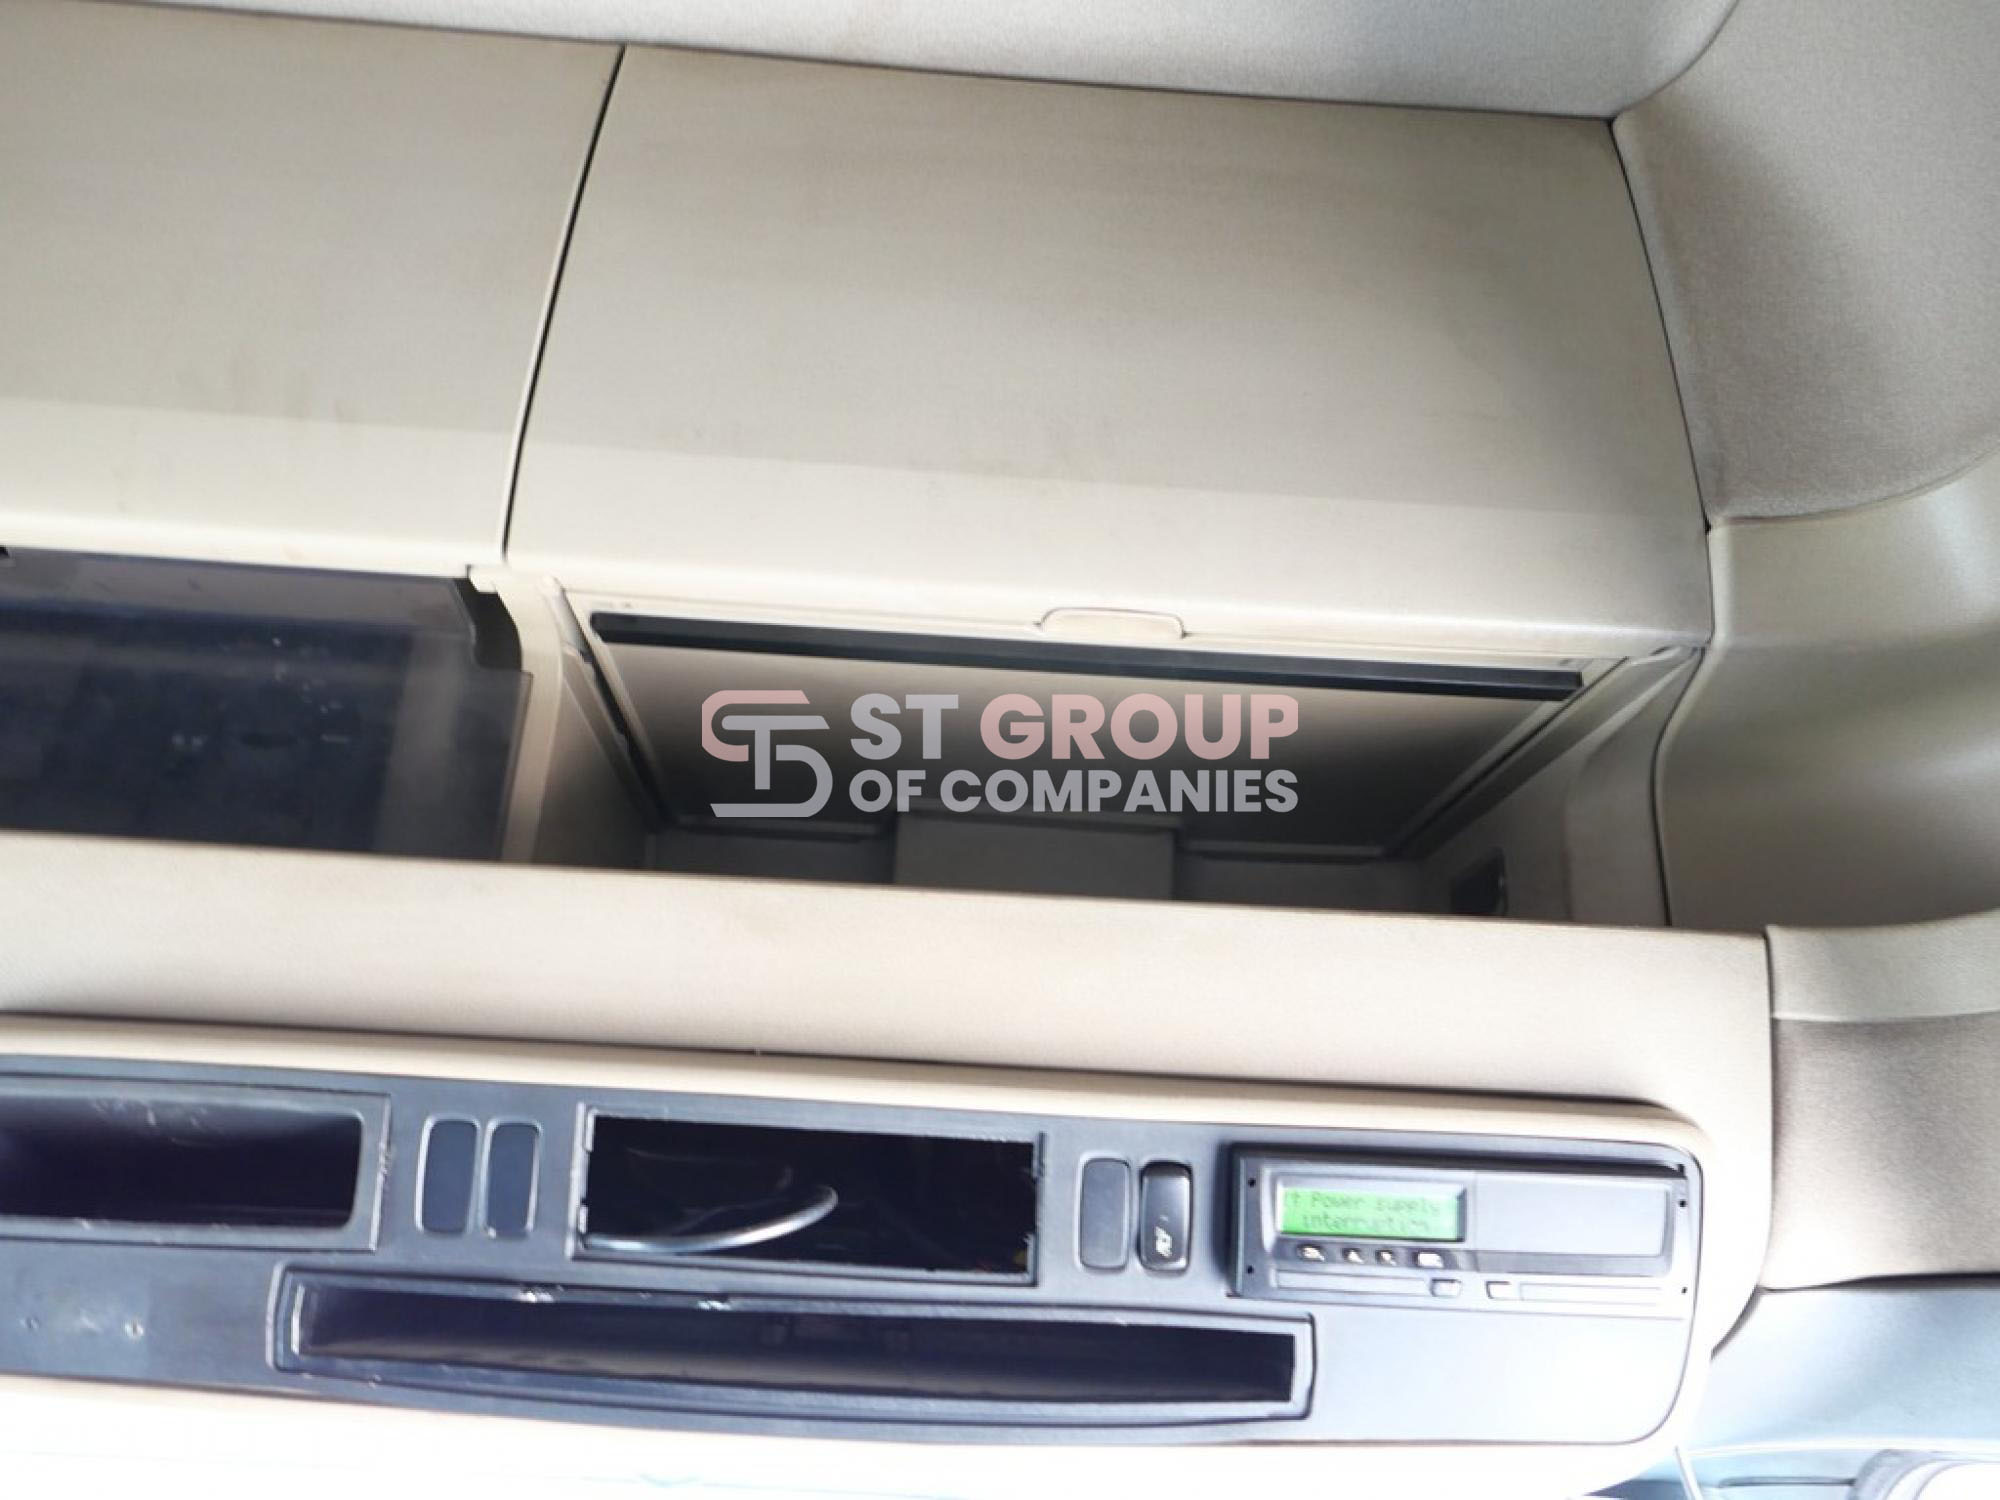 ST GROUP
OF COMPANIES
Power supply
interruption